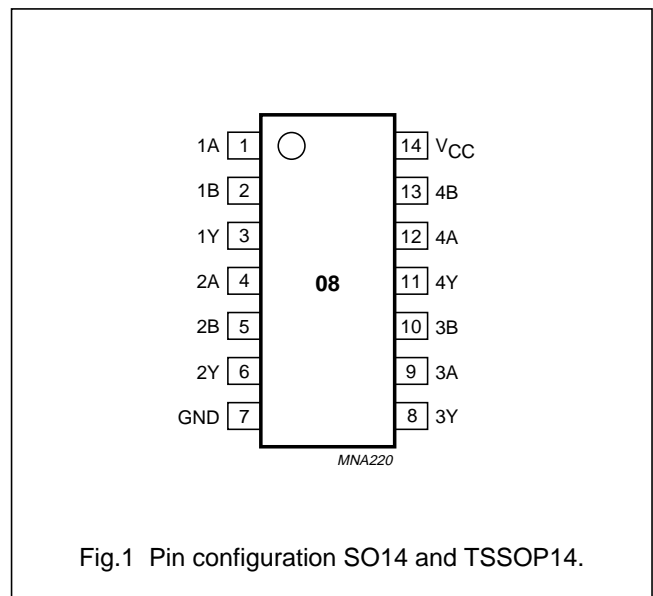 1A 1 14 VCC
1B 2 13 4B
1Y 3 12 4A
2A 4 08 11 4Y
2B 5 10 3B
2Y 6 9 3A
GND 7 8 3Y
MNA220
Fig.1 Pin configuration SO14 and TSSOP14.